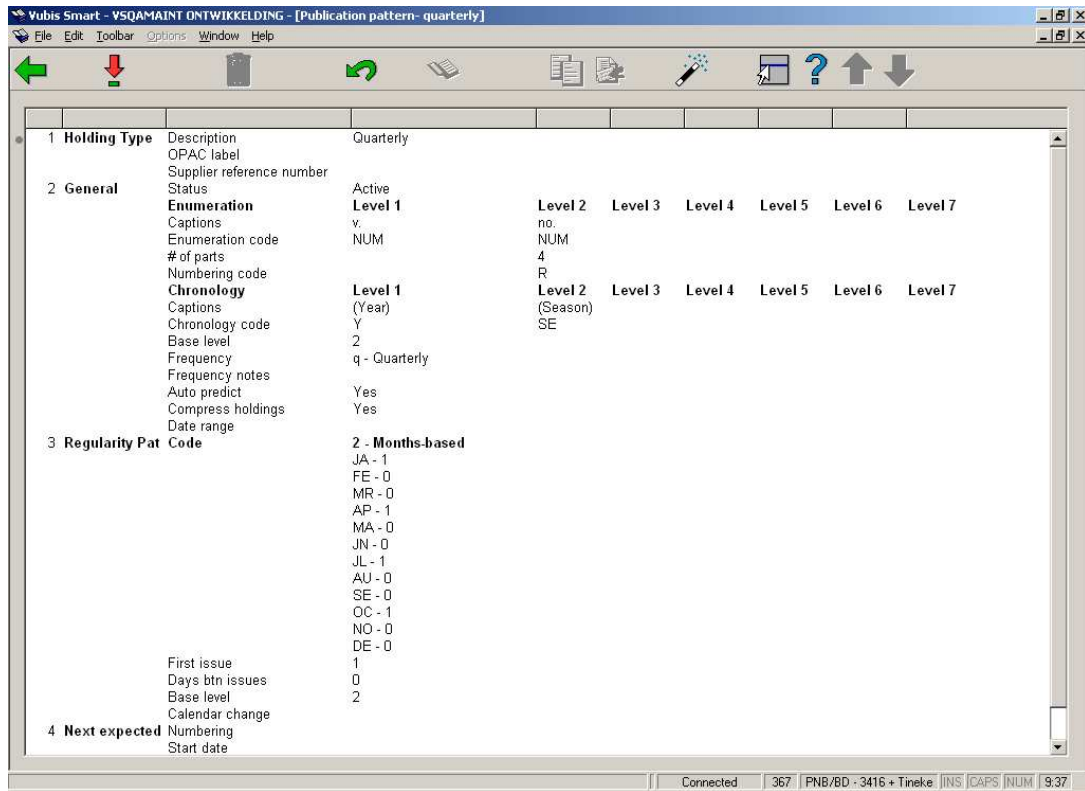 Vubis Smart - VSQAMAINT ONTWIKKELDING - [Publication pattern- quarterly]
File Edit Toolbar Options Window Help
1 Holding Type Description Quarterly
OPAC label
Supplier reference number
2 General Status Active
Enumeration Level 1 Level 2 Level 3 Level 4 Level 5 Level 6 Level 7
Captions v. no.
Enumeration code NUM NUM
# of parts 4
Numbering code R
Chronology Level 1 Level 2 Level 3 Level 4 Level 5 Level 6 Level 7
Captions (Year) (Season)
Chronology code Y SE
Base level 2
Frequency q - Quarterly
Frequency notes
Auto predict Yes
Compress holdings Yes
Date range
3 Regularity Pat Code 2 - Months-based
JA - 1
FE - 0
MR - 0
AP - 1
MA - 0
JN - 0
JL - 1
AU - 0
SE - 0
OC - 1
NO - 0
DE - 0
First issue 1
Days btn issues 0
Base level 2
Calendar change
4 Next expected Numbering
Start date
Connected 367 PNB/BD - 3416 + Tineke INS CAPS NUM 9:37